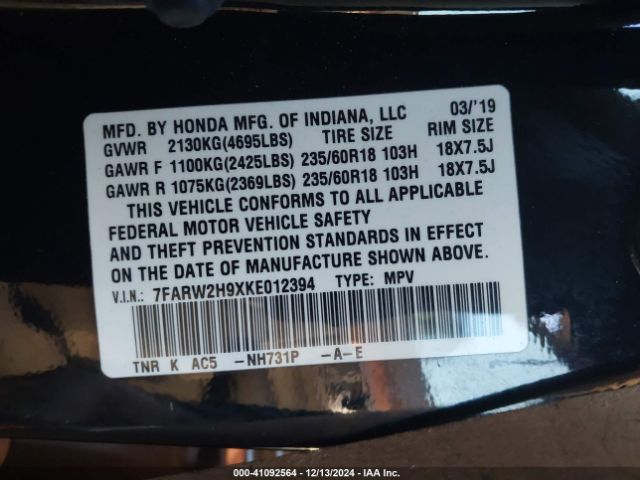 MFD. BY HONDA MFG. OF INDIANA, LLC 03/'19
GVWR 2130KG(4695LBS) TIRE SIZE RIM SIZE
GAWR F 1100KG(2425LBS) 235/60R18 103H 18X7.5J
GAWR R 1075KG(2369LBS) 235/60R18 103H 18X7.5J
THIS VEHICLE CONFORMS TO ALL APPLICABLE
FEDERAL MOTOR VEHICLE SAFETY
AND THEFT PREVENTION STANDARDS IN EFFECT
ON THE DATE OF MANUFACTURE SHOWN ABOVE.
V.I.N.: 7FARW2H9XKE012394 TYPE: MPV
TNR K AC5 -NH731P -A-E
000-41092564 - 12/13/2024 - IAA Inc.